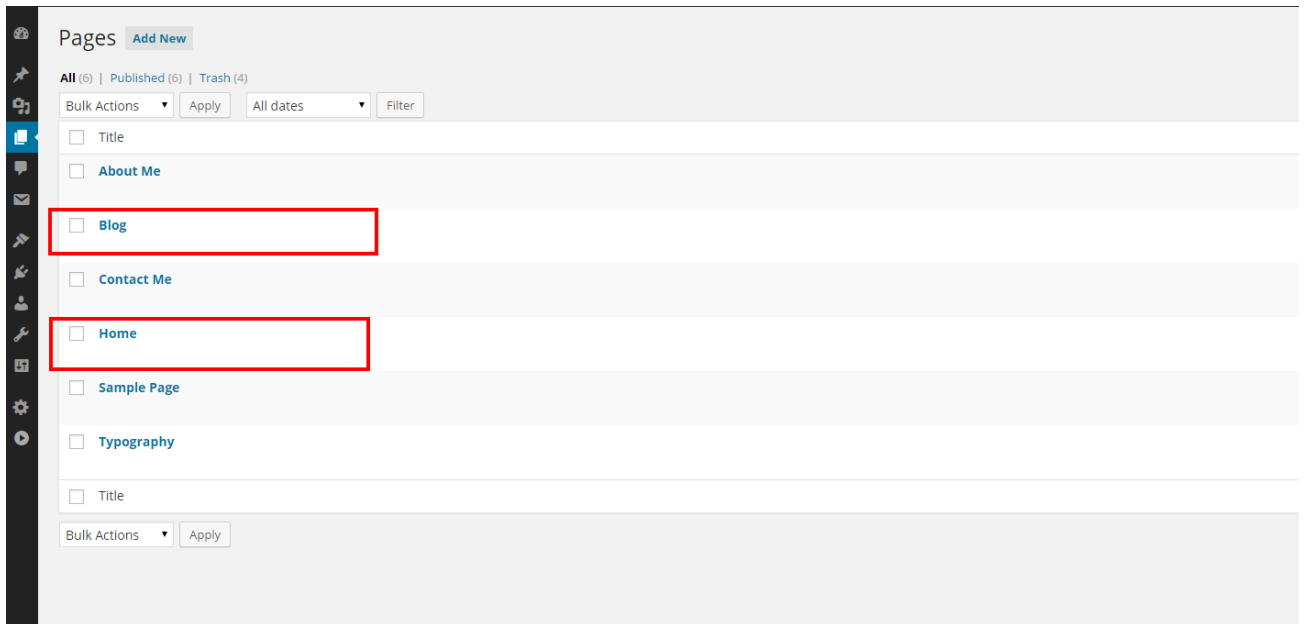 Pages Add New
All (6) | Published (6) | Trash (4)
Bulk Actions Apply All dates Filter
Title
About Me
Blog
Contact Me
Home
Sample Page
Typography
Title
Bulk Actions Apply